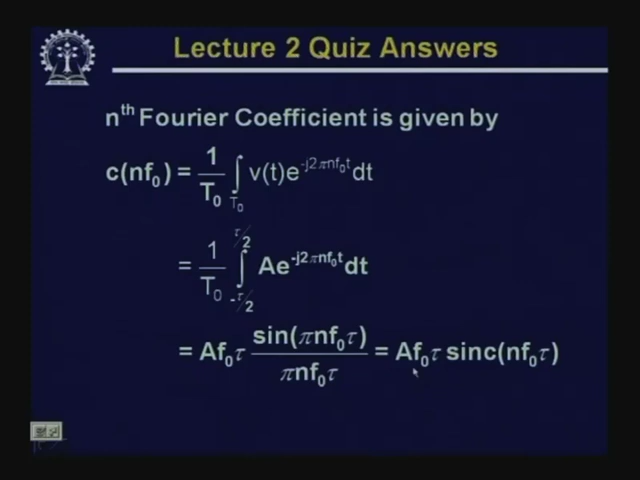 Lecture 2 Quiz Answers
nth Fourier Coefficient is given by
c(nf₀) = 1/T₀ ∫_T₀ v(t)e^(-j2πnf₀t) dt
= 1/T₀ ∫_(-τ/2)^(τ/2) Ae^(-j2πnf₀t) dt
= Af₀τ sin(πnf₀τ)/πnf₀τ = Af₀τ sinc(nf₀τ)